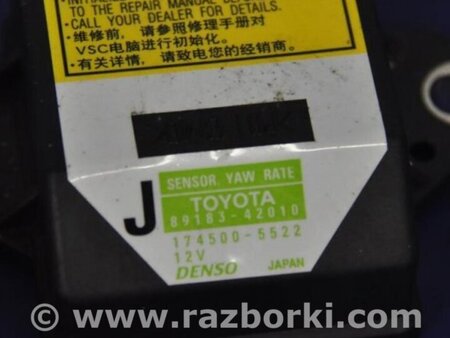 TO THE REPAIR MANUAL
·CALL YOUR DEALER FOR DETAILS.
·维修前，请参照修理手册对
VSC电脑进行初始化。
·有关详情，请致电您的经销商。
J
SENSOR, YAW RATE
TOYOTA
89183-42010
174500-5522
12V
DENSO JAPAN
© www.razborki.com